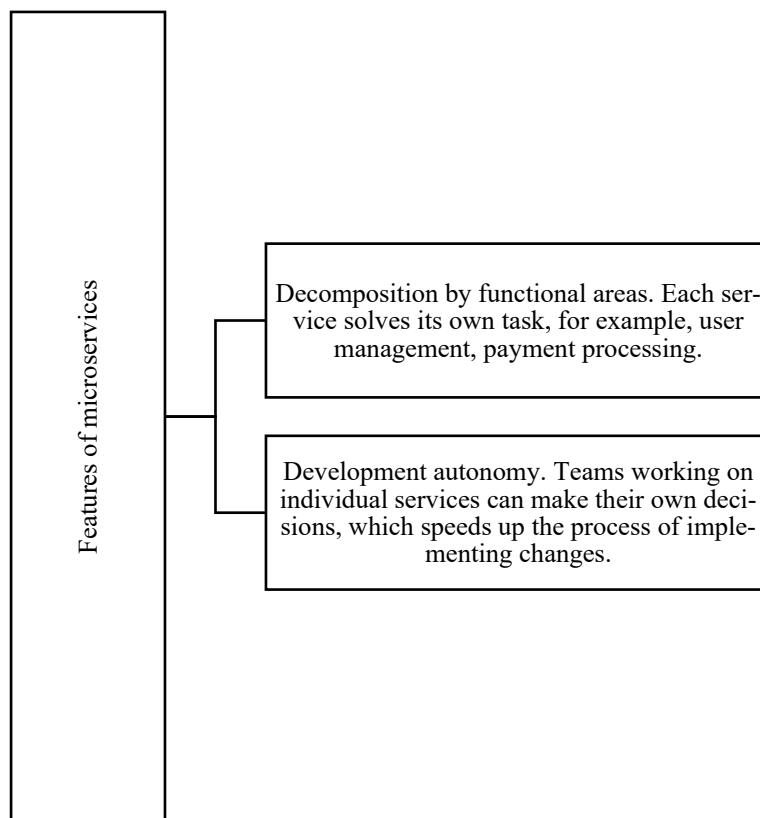 Features of microservices
Decomposition by functional areas. Each ser-
vice solves its own task, for example, user
management, payment processing.
Development autonomy. Teams working on
individual services can make their own deci-
sions, which speeds up the process of imple-
menting changes.